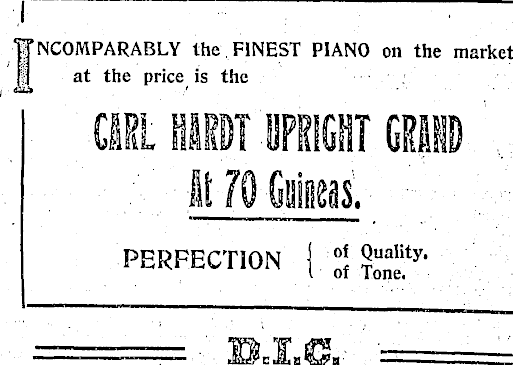 INCOMPARABLY the FINEST PIANO on the market
at the price is the
CARL HARDT UPRIGHT GRAND
At 70 Guineas.
PERFECTION { of Quality.
of Tone.
D.I.C.